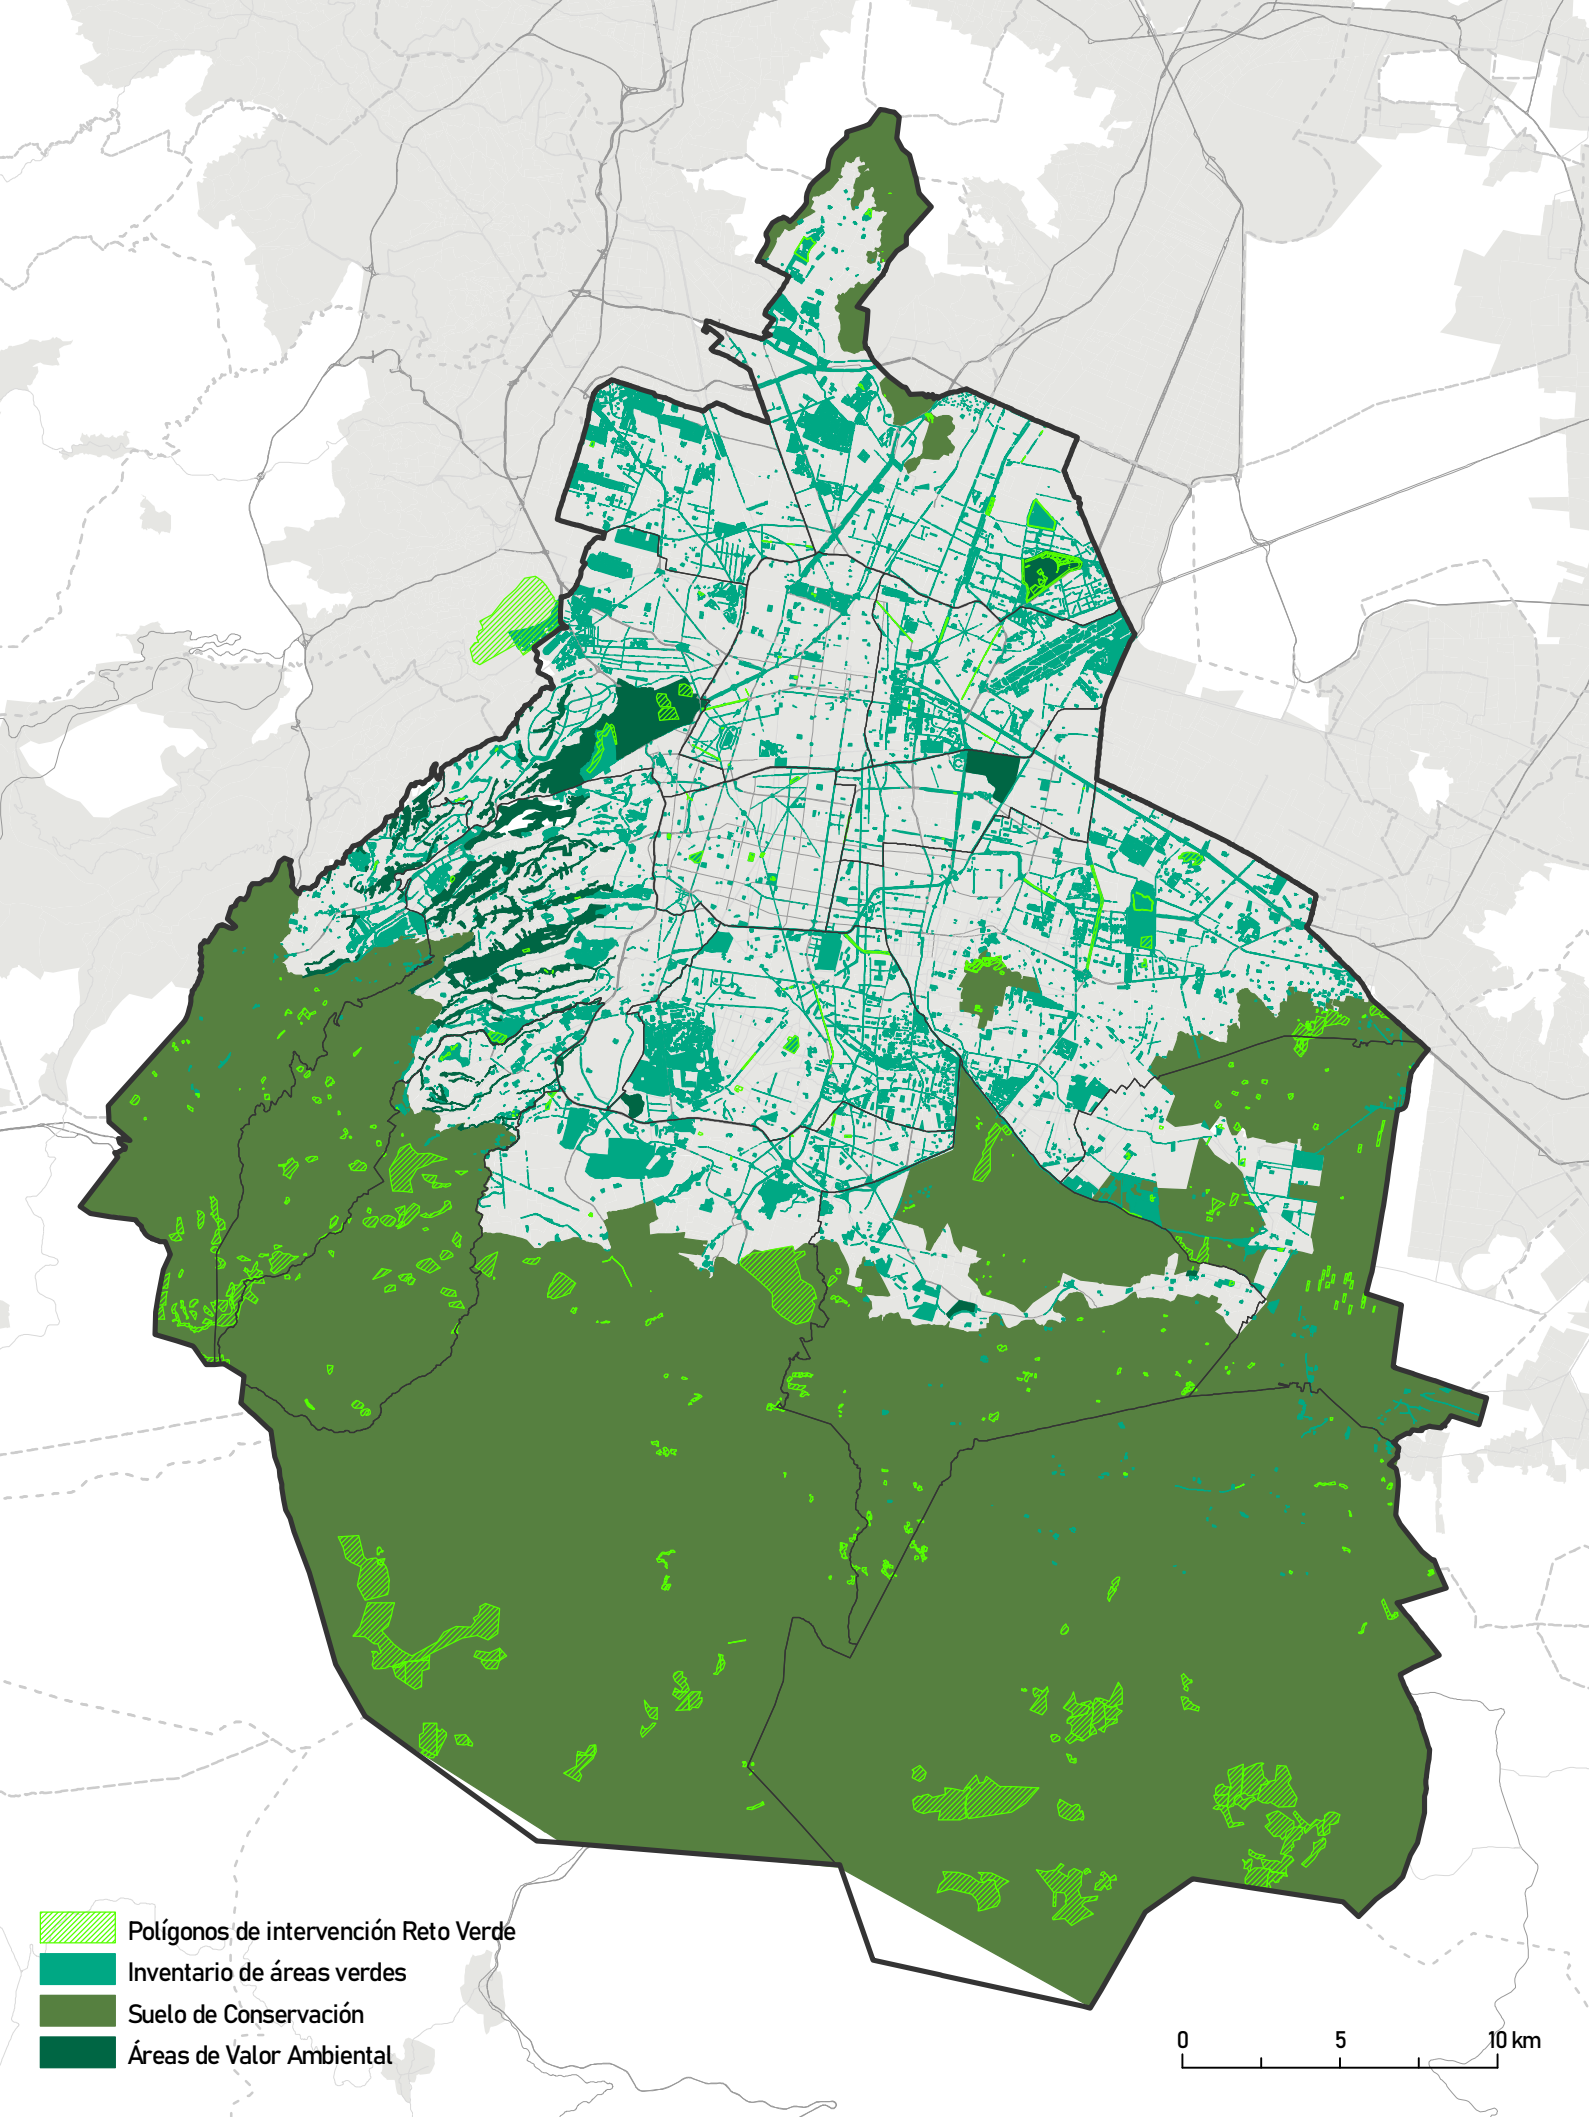 Polígonos de intervención Reto Verde
Inventario de áreas verdes
Suelo de Conservación
Áreas de Valor Ambiental
0 5 10 km